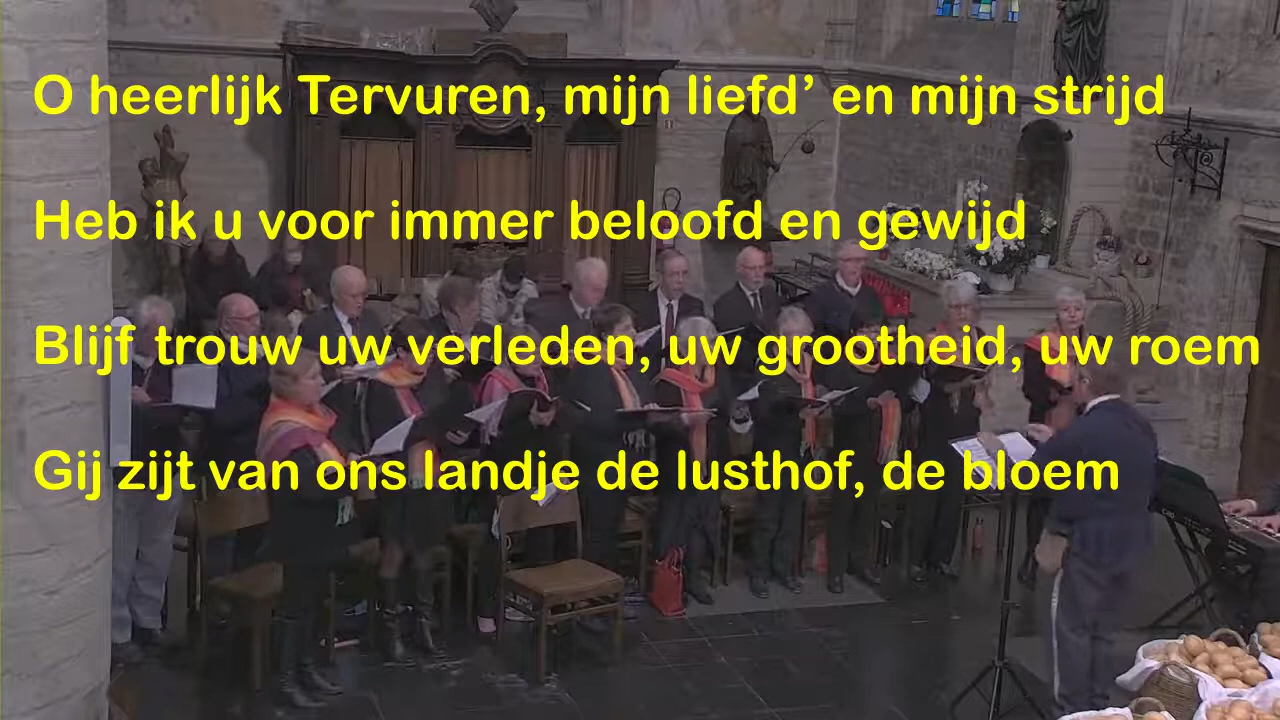 O heerlijk Tervuren, mijn liefd’ en mijn strijd
Heb ik u voor immer beloofd en gewijd
Blijf trouw uw verleden, uw grootheid, uw roem
Gij zijt van ons landje de lusthof, de bloem